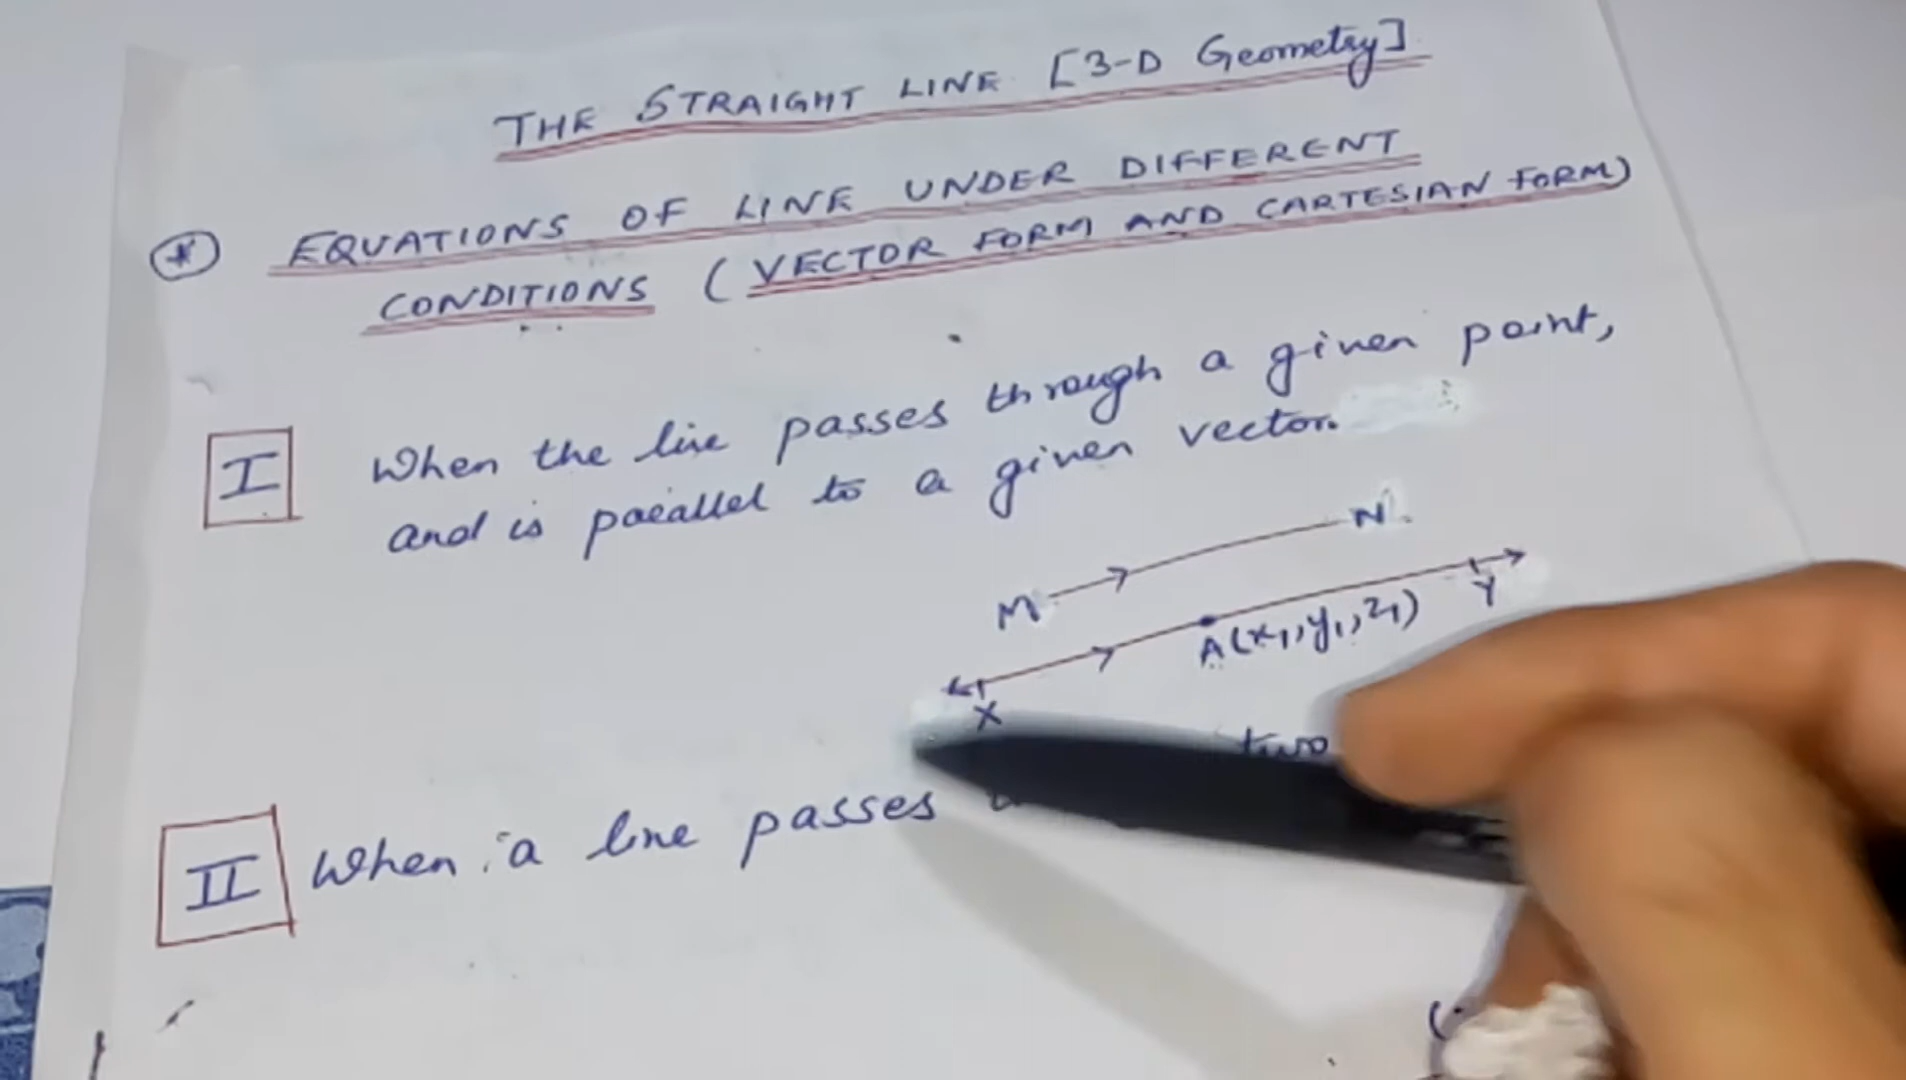 THE STRAIGHT LINE [3-D Geometry]
* EQUATIONS OF LINE UNDER DIFFERENT
CONDITIONS (VECTOR FORM AND CARTESIAN FORM)
I When the line passes through a given point,
and is parallel to a given vector.
M N
A(x₁, y₁, z₁) Y
X
two
II When a line passes